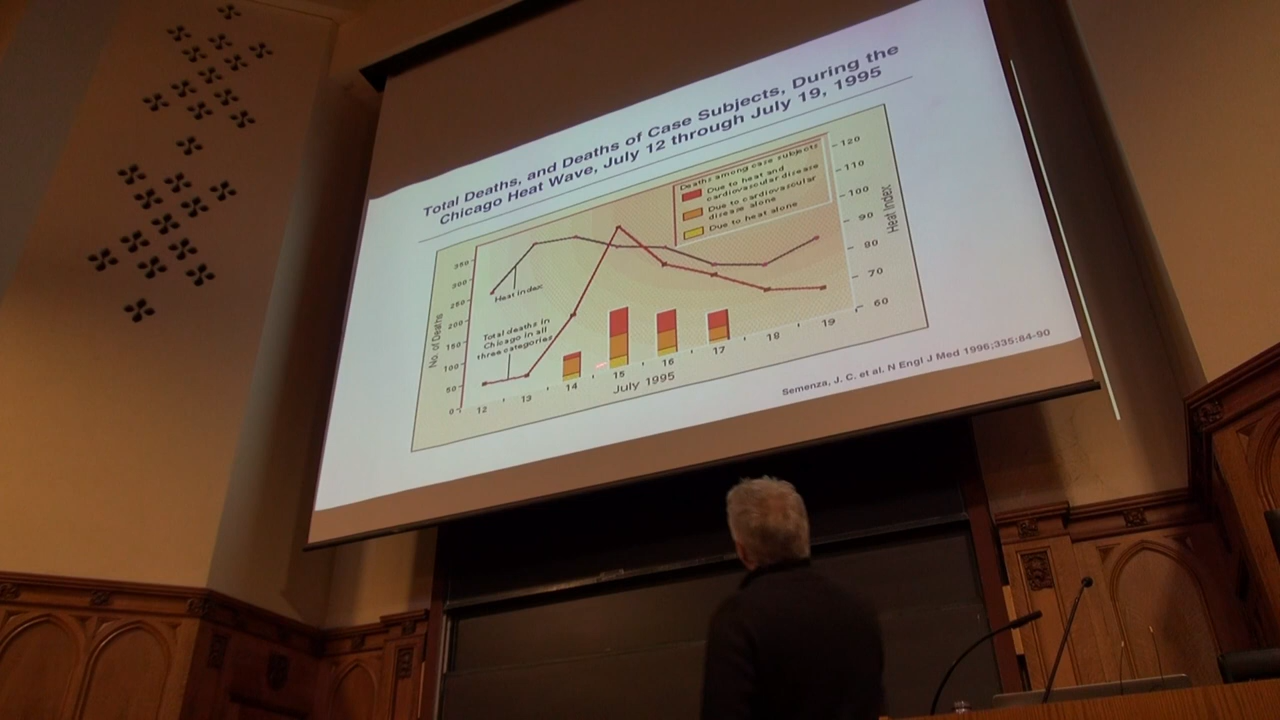 Total Deaths, and Deaths of Case Subjects, During the
Chicago Heat Wave, July 12 through July 19, 1995
Deaths among case subjects
Due to heat and
cardiovascular disease
Due to cardiovascular
disease alone
Due to heat alone
No. of Deaths
350
300
250
200
150
100
50
0
Heat index
Total deaths in
Chicago in all
three categories
120
110
100
90
80
70
60
Heat Index
12
13
14
15
16
17
18
19
July 1995
Semenza, J. C. et al. N Engl J Med 1996;335:84-90